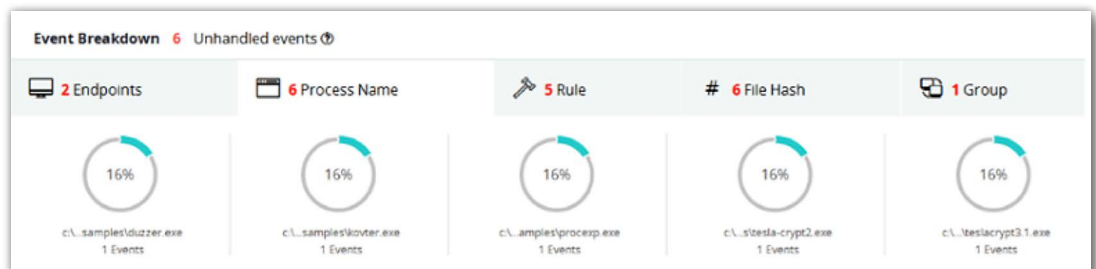 Event Breakdown 6 Unhandled events
2 Endpoints
6 Process Name
5 Rule
# 6 File Hash
1 Group
16%
16%
16%
16%
16%
c:\...samples\duzzer.exe
c:\...samples\kovter.exe
c:\...amples\procexp.exe
c:\...s\tesla-crypt2.exe
c:\...\teslacrypt3.1.exe
1 Events
1 Events
1 Events
1 Events
1 Events